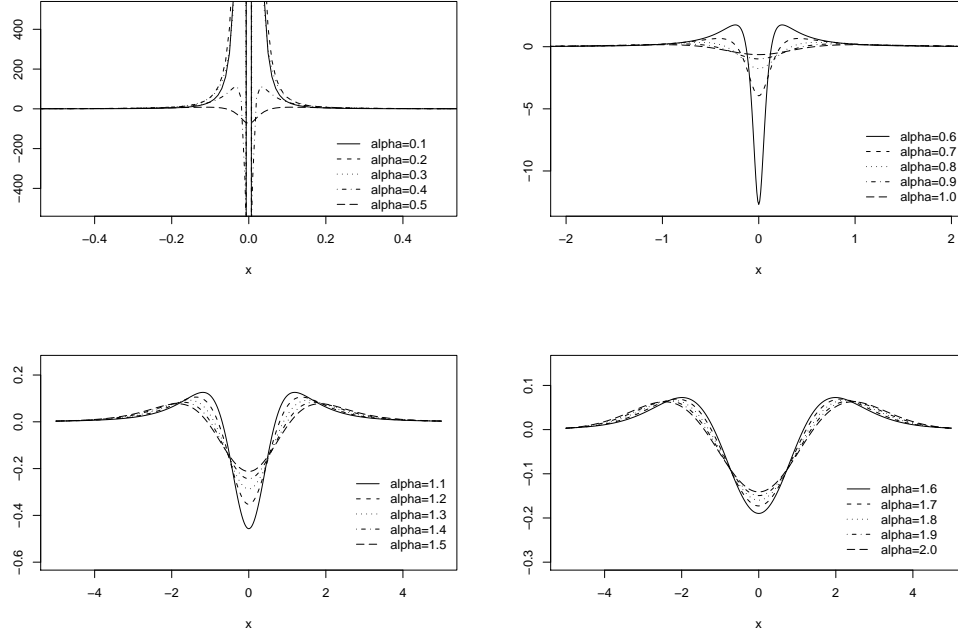 400
200
0
−200
−400
−0.4
−0.2
0.0
0.2
0.4
x
alpha=0.1
alpha=0.2
alpha=0.3
alpha=0.4
alpha=0.5
0
−5
−10
−2
−1
0
1
2
x
alpha=0.6
alpha=0.7
alpha=0.8
alpha=0.9
alpha=1.0
0.2
0.0
−0.2
−0.4
−0.6
−4
−2
0
2
4
x
alpha=1.1
alpha=1.2
alpha=1.3
alpha=1.4
alpha=1.5
0.1
0.0
−0.1
−0.2
−0.3
−4
−2
0
2
4
x
alpha=1.6
alpha=1.7
alpha=1.8
alpha=1.9
alpha=2.0